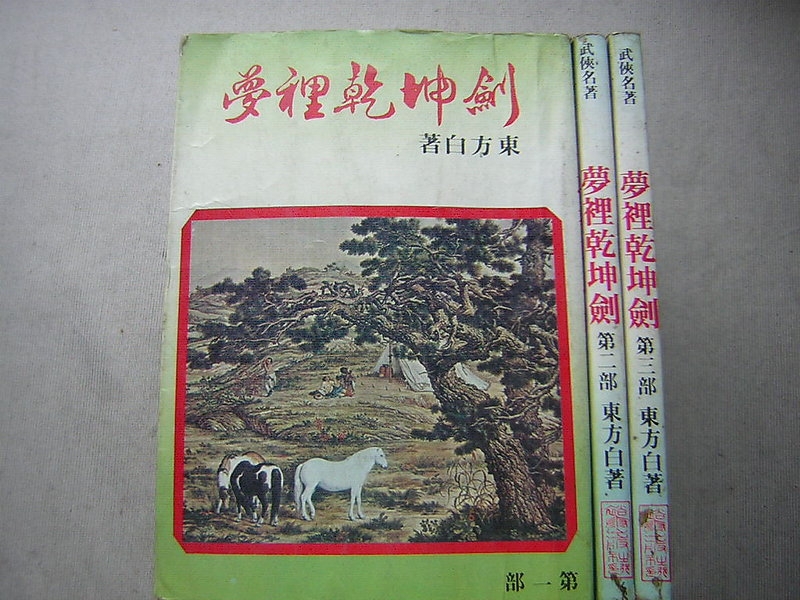 夢裡乾坤劍
東方白著
第一部
武俠名著
夢裡乾坤劍 第二部 東方白著
武俠名著
夢裡乾坤劍 第三部 東方白著